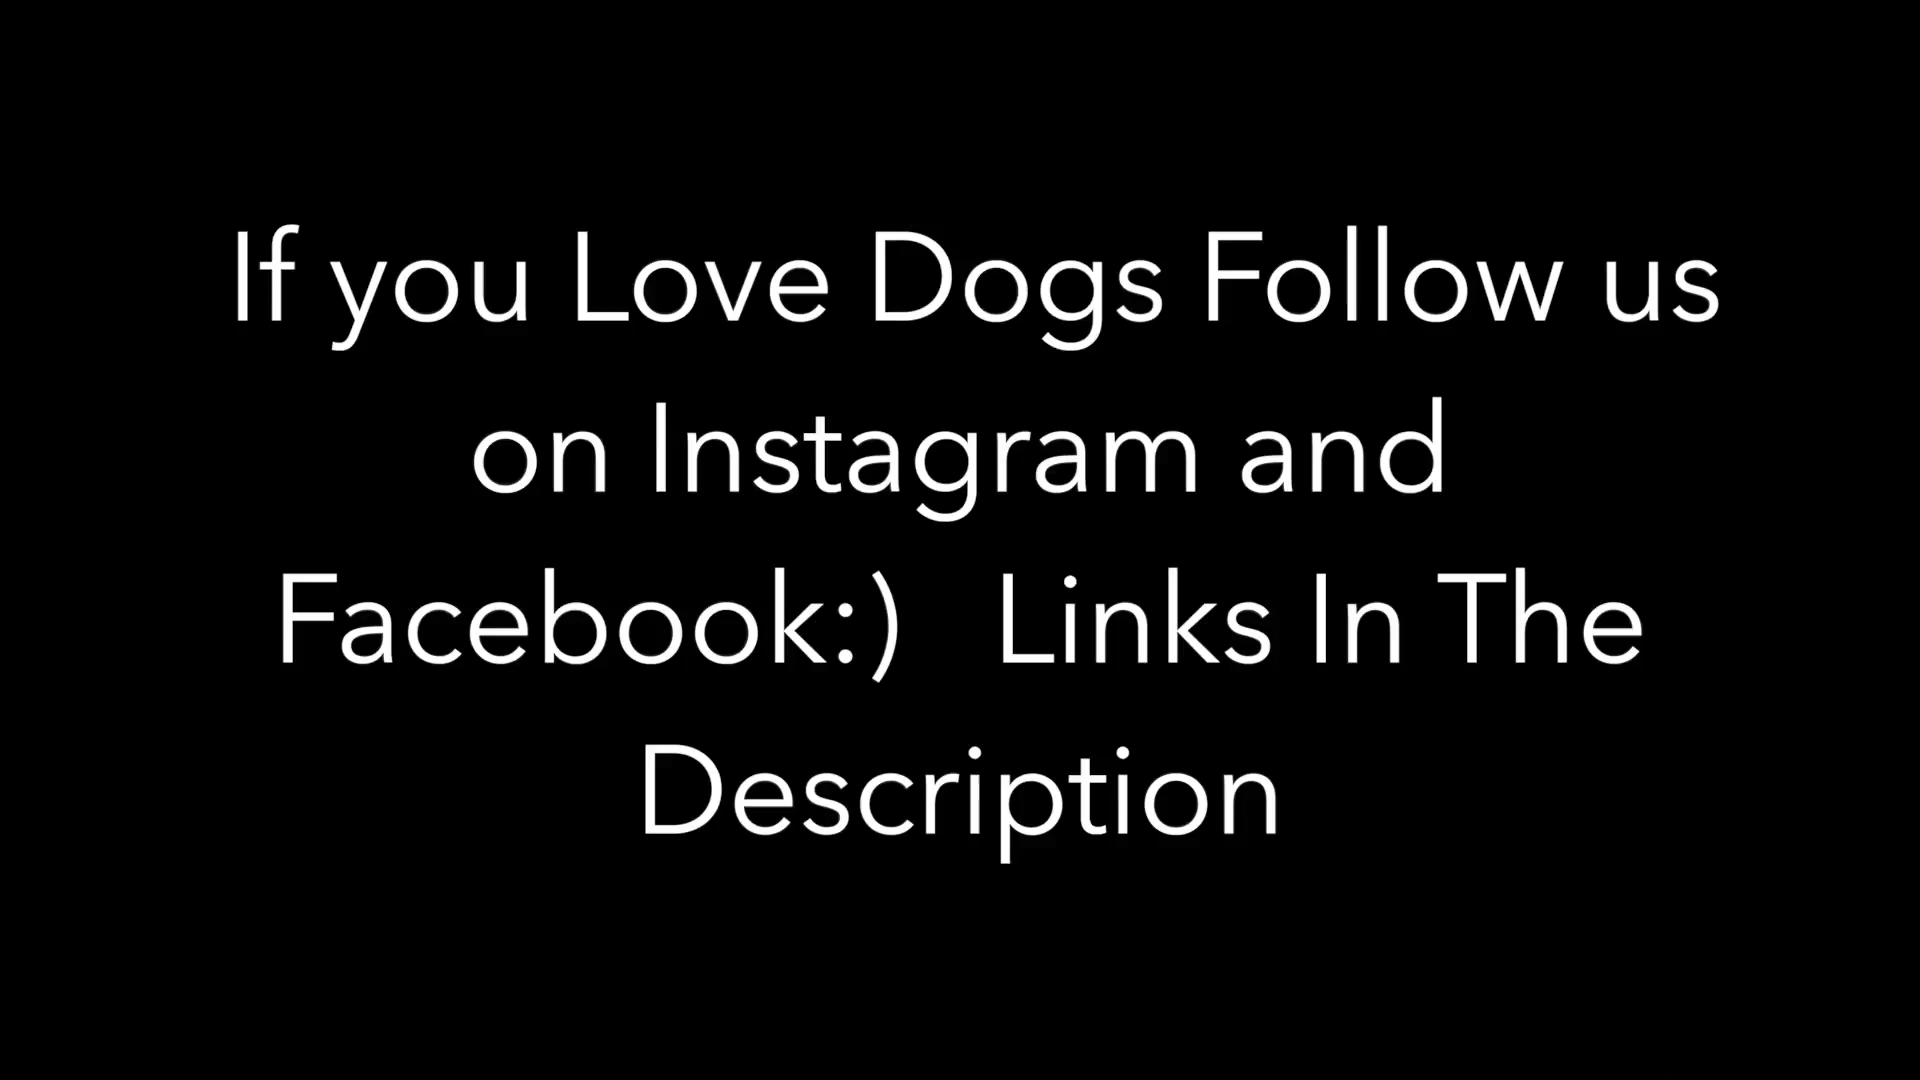 If you Love Dogs Follow us
on Instagram and
Facebook:)  Links In The
Description